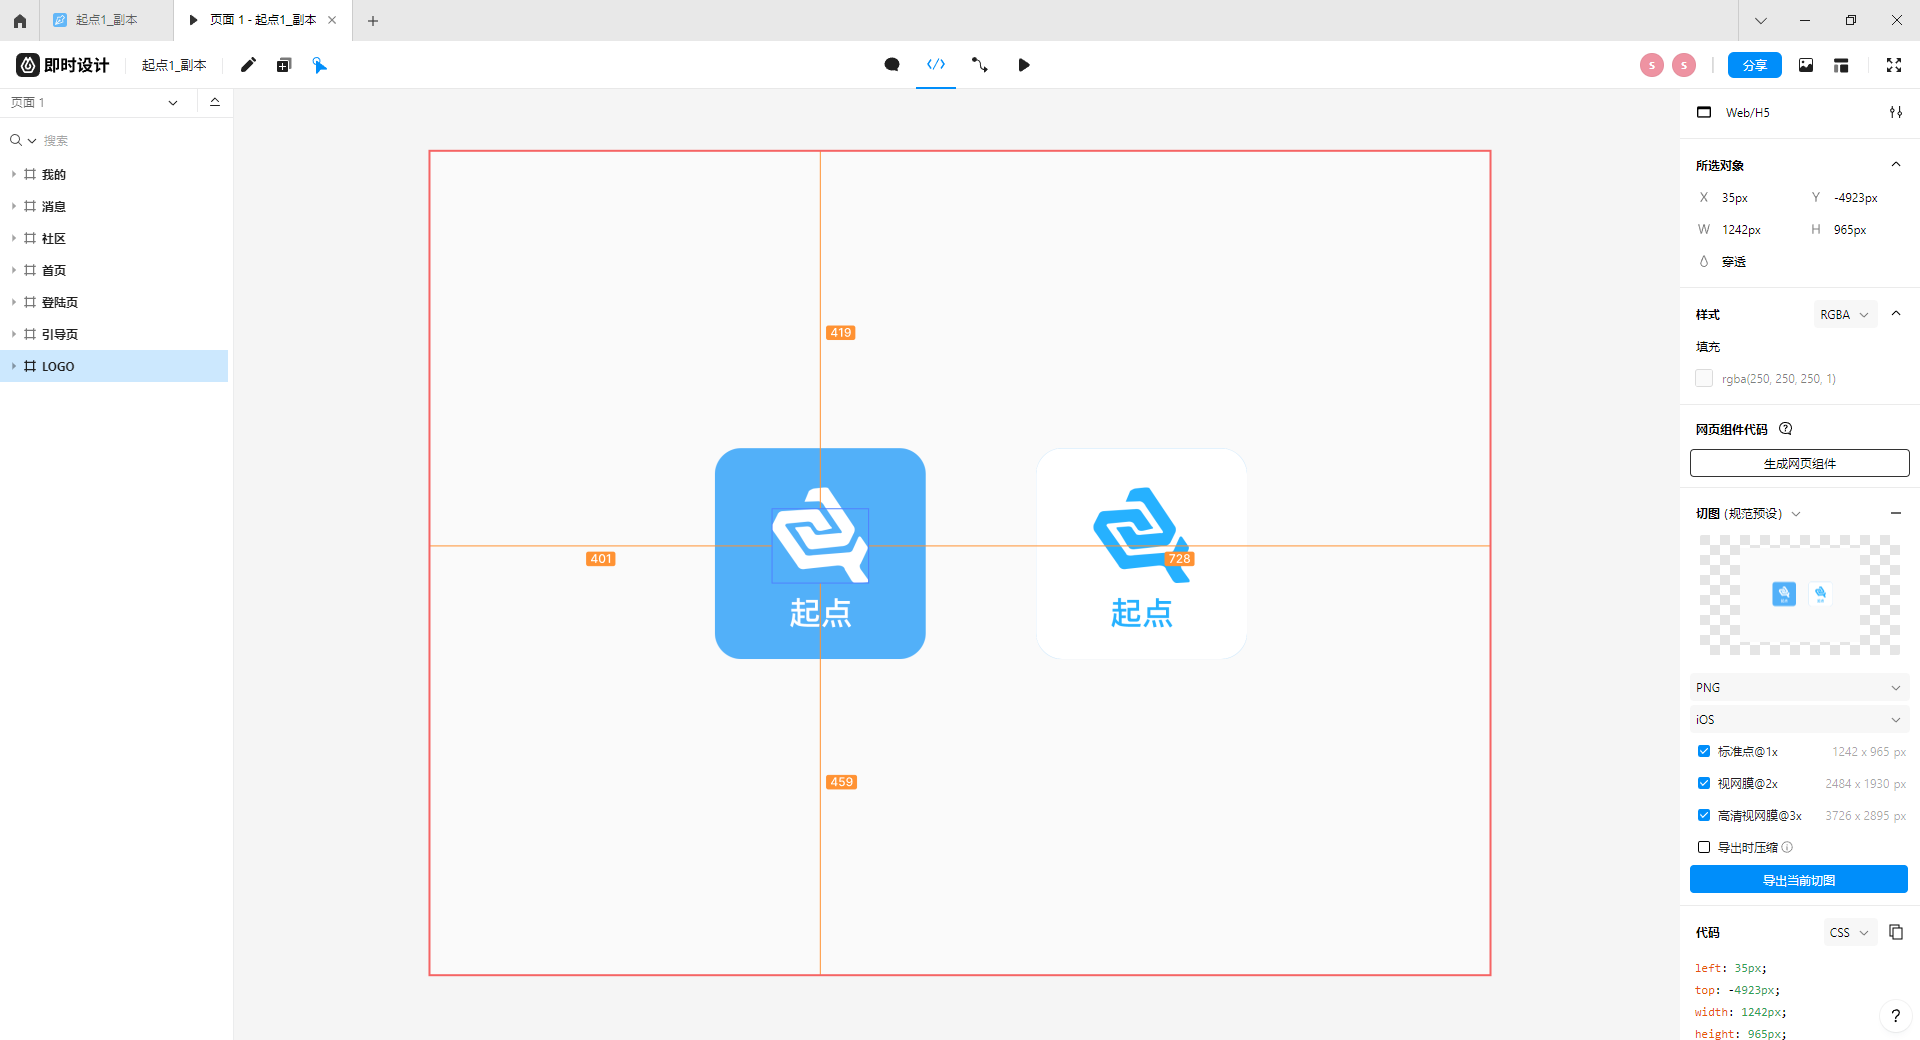 起点1_副本
页面 1 - 起点1_副本
即时设计
起点1_副本
S
S
分享
页面 1
搜索
我的
消息
社区
首页
登陆页
引导页
LOGO
419
401
728
459
起点
起点
Web/H5
所选对象
X 35px
Y -4923px
W 1242px
H 965px
穿透
样式
RGBA
填充
rgba(250, 250, 250, 1)
网页组件代码
生成网页组件
切图 (规范预设)
PNG
iOS
标准点@1x 1242 x 965 px
视网膜@2x 2484 x 1930 px
高清视网膜@3x 3726 x 2895 px
导出时压缩
导出当前切图
代码
CSS
left: 35px;
top: -4923px;
width: 1242px;
height: 965px;
?